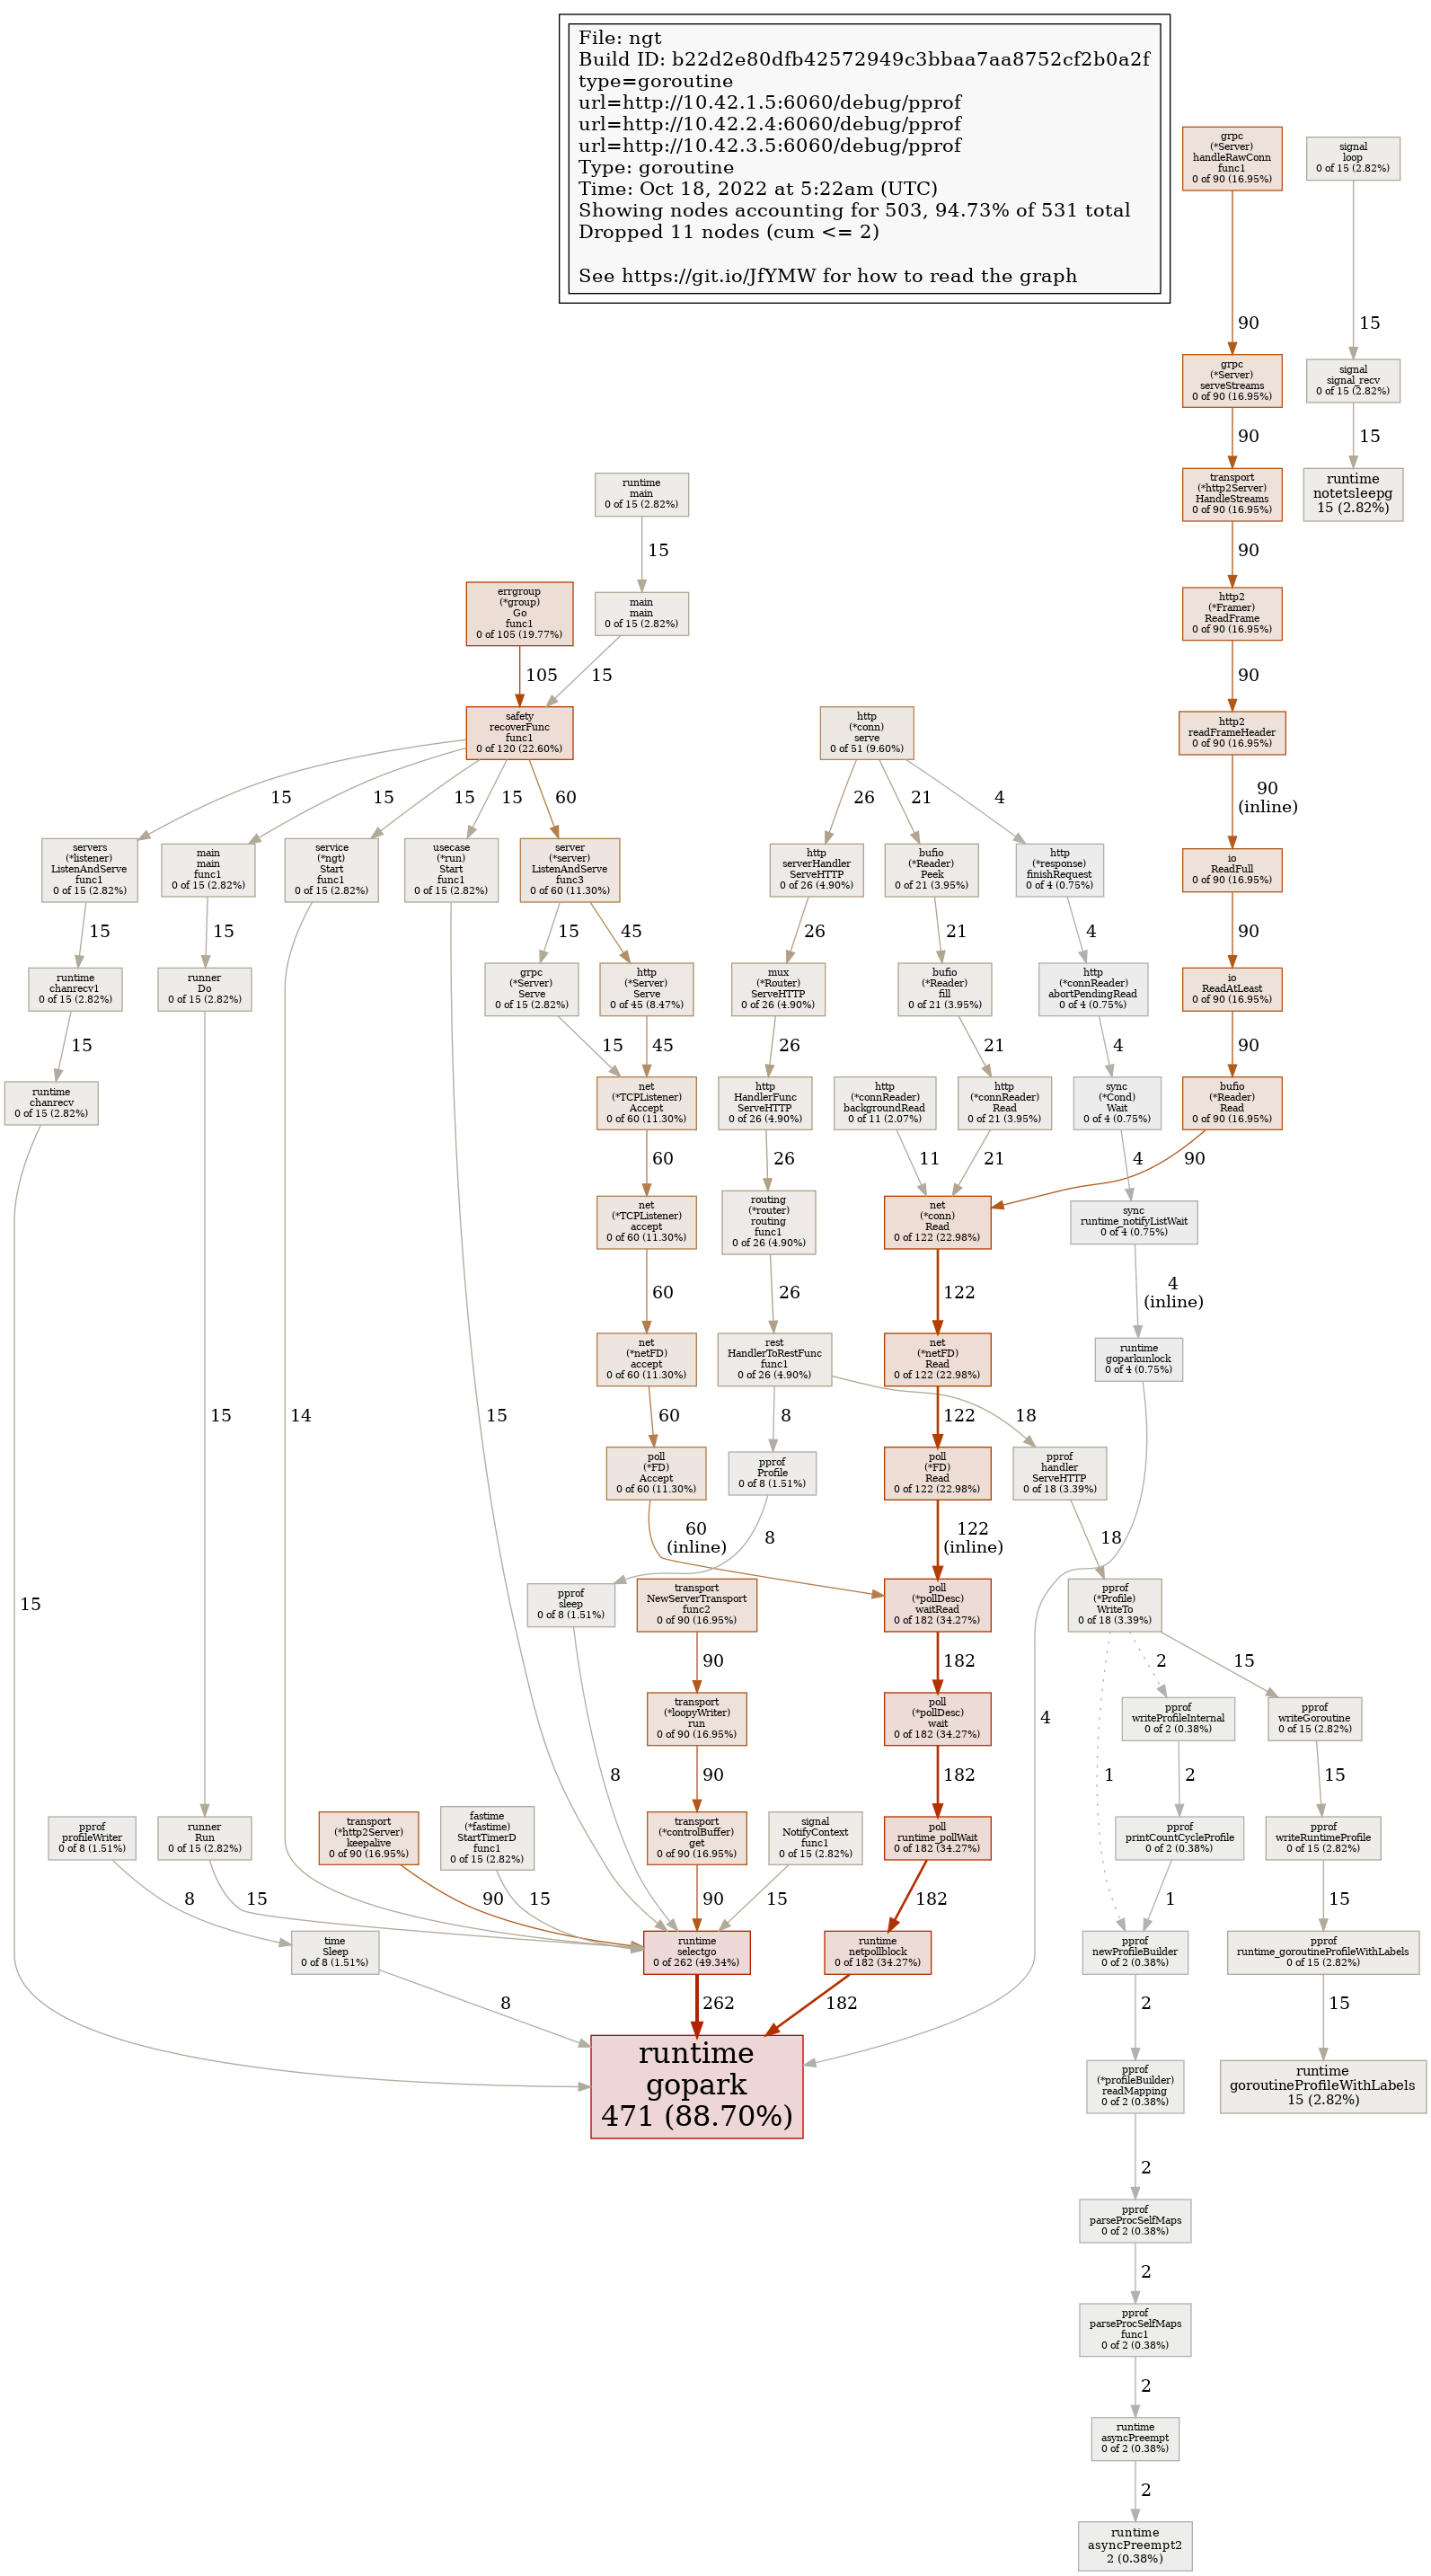 File: ngt
Build ID: b22d2e80dfb42572949c3bbaa7aa8752cf2b0a2f
type=goroutine
url=http://10.42.1.5:6060/debug/pprof
url=http://10.42.2.4:6060/debug/pprof
url=http://10.42.3.5:6060/debug/pprof
Type: goroutine
Time: Oct 18, 2022 at 5:22am (UTC)
Showing nodes accounting for 503, 94.73% of 531 total
Dropped 11 nodes (cum <= 2)
See https://git.io/JfYMW for how to read the graph
grpc
(*Server)
handleRawConn
func1
0 of 90 (16.95%)
signal
loop
0 of 15 (2.82%)
90
15
grpc
(*Server)
serveStreams
0 of 90 (16.95%)
signal
signal_recv
0 of 15 (2.82%)
90
15
runtime
main
0 of 15 (2.82%)
transport
(*http2Server)
HandleStreams
0 of 90 (16.95%)
runtime
notetsleepg
15 (2.82%)
15
90
errgroup
(*group)
Go
func1
0 of 105 (19.77%)
main
main
0 of 15 (2.82%)
http2
(*Framer)
ReadFrame
0 of 90 (16.95%)
105
15
90
safety
recoverFunc
func1
0 of 120 (22.60%)
http
(*conn)
serve
0 of 51 (9.60%)
http2
readFrameHeader
0 of 90 (16.95%)
15
15
15
15
60
26
21
4
90
(inline)
servers
(*listener)
ListenAndServe
func1
0 of 15 (2.82%)
main
main
func1
0 of 15 (2.82%)
service
(*ngt)
Start
func1
0 of 15 (2.82%)
usecase
(*run)
Start
func1
0 of 15 (2.82%)
server
(*server)
ListenAndServe
func3
0 of 60 (11.30%)
http
serverHandler
ServeHTTP
0 of 26 (4.90%)
bufio
(*Reader)
Peek
0 of 21 (3.95%)
http
(*response)
finishRequest
0 of 4 (0.75%)
io
ReadFull
0 of 90 (16.95%)
15
15
15
45
26
21
4
90
runtime
chanrecv1
0 of 15 (2.82%)
runner
Do
0 of 15 (2.82%)
grpc
(*Server)
Serve
0 of 15 (2.82%)
http
(*Server)
Serve
0 of 45 (8.47%)
mux
(*Router)
ServeHTTP
0 of 26 (4.90%)
bufio
(*Reader)
fill
0 of 21 (3.95%)
http
(*connReader)
abortPendingRead
0 of 4 (0.75%)
io
ReadAtLeast
0 of 90 (16.95%)
15
15
45
26
21
4
90
runtime
chanrecv
0 of 15 (2.82%)
net
(*TCPListener)
Accept
0 of 60 (11.30%)
http
HandlerFunc
ServeHTTP
0 of 26 (4.90%)
http
(*connReader)
backgroundRead
0 of 11 (2.07%)
http
(*connReader)
Read
0 of 21 (3.95%)
sync
(*Cond)
Wait
0 of 4 (0.75%)
bufio
(*Reader)
Read
0 of 90 (16.95%)
60
26
11
21
4
90
net
(*TCPListener)
accept
0 of 60 (11.30%)
routing
(*router)
routing
func1
0 of 26 (4.90%)
net
(*conn)
Read
0 of 122 (22.98%)
sync
runtime_notifyListWait
0 of 4 (0.75%)
60
26
122
4
(inline)
net
(*netFD)
accept
0 of 60 (11.30%)
rest
HandlerToRestFunc
func1
0 of 26 (4.90%)
net
(*netFD)
Read
0 of 122 (22.98%)
runtime
goparkunlock
0 of 4 (0.75%)
15
14
15
60
8
122
18
poll
(*FD)
Accept
0 of 60 (11.30%)
pprof
Profile
0 of 8 (1.51%)
poll
(*FD)
Read
0 of 122 (22.98%)
pprof
handler
ServeHTTP
0 of 18 (3.39%)
60
(inline)
8
122
(inline)
18
15
pprof
sleep
0 of 8 (1.51%)
transport
NewServerTransport
func2
0 of 90 (16.95%)
poll
(*pollDesc)
waitRead
0 of 182 (34.27%)
pprof
(*Profile)
WriteTo
0 of 18 (3.39%)
90
182
2
15
transport
(*loopyWriter)
run
0 of 90 (16.95%)
poll
(*pollDesc)
wait
0 of 182 (34.27%)
4
pprof
writeProfileInternal
0 of 2 (0.38%)
pprof
writeGoroutine
0 of 15 (2.82%)
8
90
182
1
2
15
pprof
profileWriter
0 of 8 (1.51%)
runner
Run
0 of 15 (2.82%)
transport
(*http2Server)
keepalive
0 of 90 (16.95%)
fastime
(*fastime)
StartTimerD
func1
0 of 15 (2.82%)
transport
(*controlBuffer)
get
0 of 90 (16.95%)
signal
NotifyContext
func1
0 of 15 (2.82%)
poll
runtime_pollWait
0 of 182 (34.27%)
pprof
printCountCycleProfile
0 of 2 (0.38%)
pprof
writeRuntimeProfile
0 of 15 (2.82%)
8
15
90
15
90
15
182
1
15
time
Sleep
0 of 8 (1.51%)
runtime
selectgo
0 of 262 (49.34%)
runtime
netpollblock
0 of 182 (34.27%)
pprof
newProfileBuilder
0 of 2 (0.38%)
pprof
runtime_goroutineProfileWithLabels
0 of 15 (2.82%)
8
262
182
2
15
runtime
gopark
471 (88.70%)
pprof
(*profileBuilder)
readMapping
0 of 2 (0.38%)
runtime
goroutineProfileWithLabels
15 (2.82%)
2
pprof
parseProcSelfMaps
0 of 2 (0.38%)
2
pprof
parseProcSelfMaps
func1
0 of 2 (0.38%)
2
runtime
asyncPreempt
0 of 2 (0.38%)
2
runtime
asyncPreempt2
2 (0.38%)